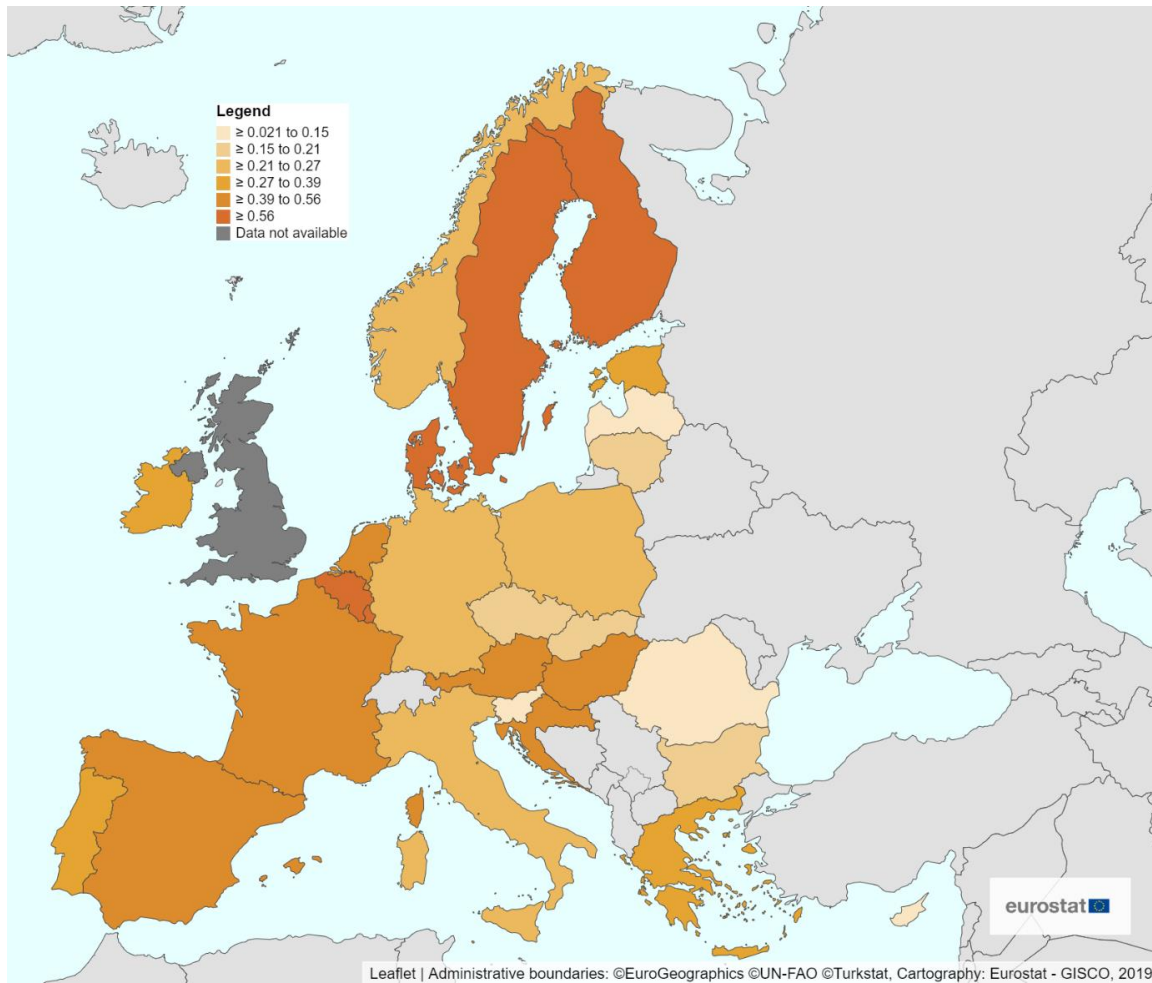 Legend
≥ 0.021 to 0.15
≥ 0.15 to 0.21
≥ 0.21 to 0.27
≥ 0.27 to 0.39
≥ 0.39 to 0.56
≥ 0.56
Data not available
eurostat
Leaflet | Administrative boundaries: ©EuroGeographics ©UN-FAO ©Turkstat, Cartography: Eurostat - GISCO, 2019